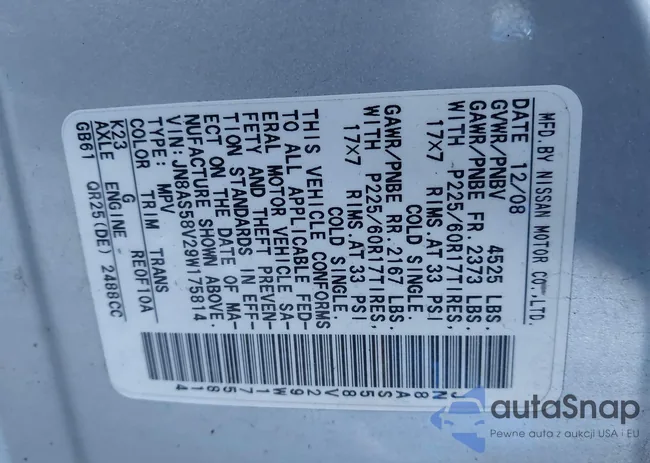 MFD.BY NISSAN MOTOR CO.,LTD.
DATE 12/08
GVWR/PNBV 4525 LBS.
GAWR/PNBE FR.2373 LBS.
WITH P225/60R17TIRES,
17X7 RIMS.AT 33 PSI
COLD SINGLE.
GAWR/PNBE RR.2167 LBS.
WITH P225/60R17TIRES,
17X7 RIMS.AT 33 PSI
COLD SINGLE.
THIS VEHICLE CONFORMS
TO ALL APPLICABLE FED-
ERAL MOTOR VEHICLE SA-
FETY AND THEFT PREVEN-
TION STANDARDS IN EFF-
ECT ON THE DATE OF MA-
NUFACTURE SHOWN ABOVE.
VIN:JN8AS58V29W175814
TYPE: MPV
COLOR TRIM TRANS
K23 G RE0F10A
AXLE ENGINE -
GB61 QR25(DE) 2488CC
JN8AS58V29W175814
autaSnap
Pewne auta z aukcji USA i EU